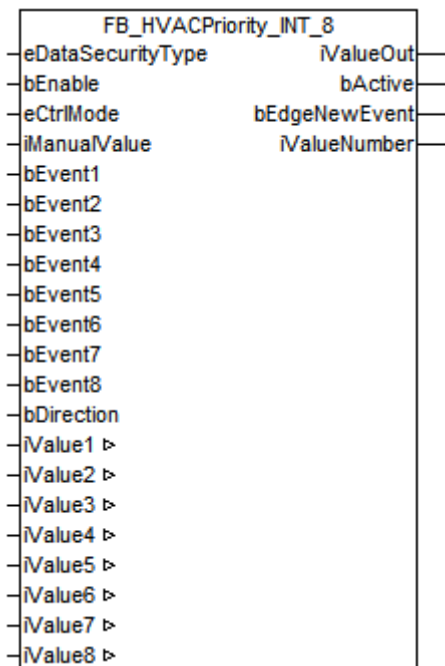 FB_HVACPriority_INT_8
eDataSecurityType iValueOut
bEnable bActive
eCtrlMode bEdgeNewEvent
iManualValue iValueNumber
bEvent1
bEvent2
bEvent3
bEvent4
bEvent5
bEvent6
bEvent7
bEvent8
bDirection
iValue1 ▷
iValue2 ▷
iValue3 ▷
iValue4 ▷
iValue5 ▷
iValue6 ▷
iValue7 ▷
iValue8 ▷